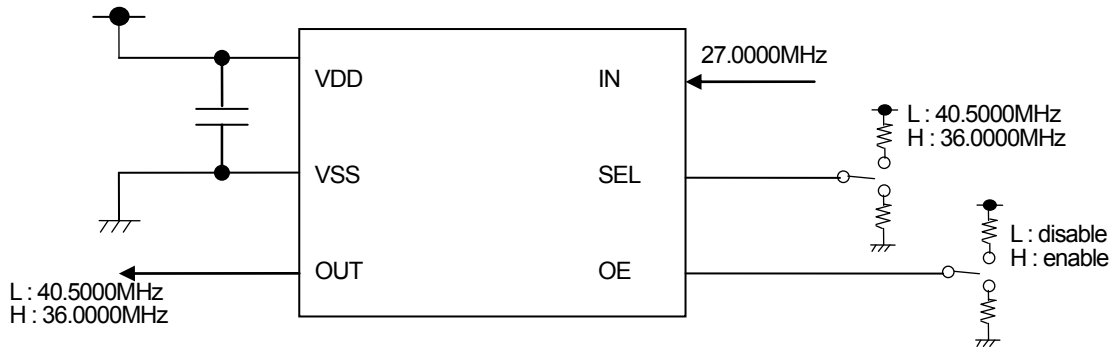 VDD
IN
27.0000MHz
L : 40.5000MHz
H : 36.0000MHz
VSS
SEL
L : disable
H : enable
OUT
OE
L : 40.5000MHz
H : 36.0000MHz